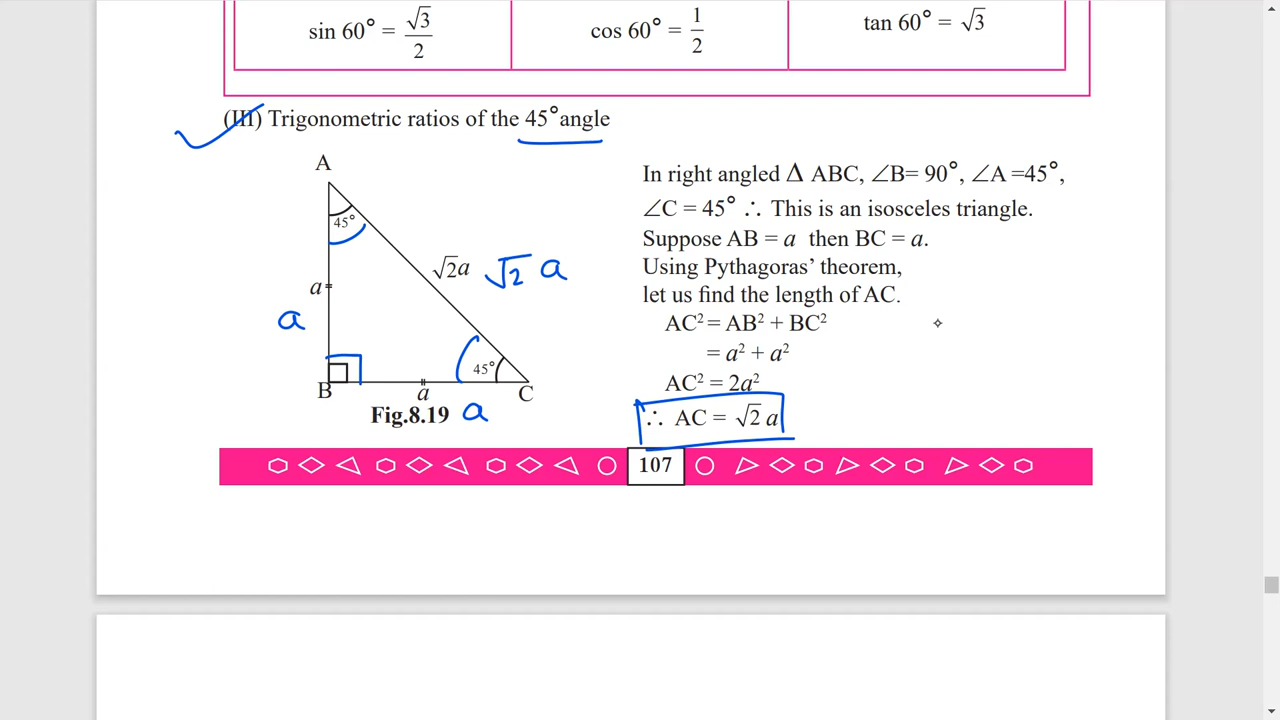 sin 60° = √3/2
cos 60° = 1/2
tan 60° = √3
(III) Trigonometric ratios of the 45° angle
A
45°
√2a
√2 a
a
a
45°
B
a
C
Fig.8.19
a
In right angled Δ ABC, ∠B= 90°, ∠A =45°,
∠C = 45° ∴ This is an isosceles triangle.
Suppose AB = a then BC = a.
Using Pythagoras’ theorem,
let us find the length of AC.
AC² = AB² + BC²
= a² + a²
AC² = 2a²
∴ AC = √2 a
107